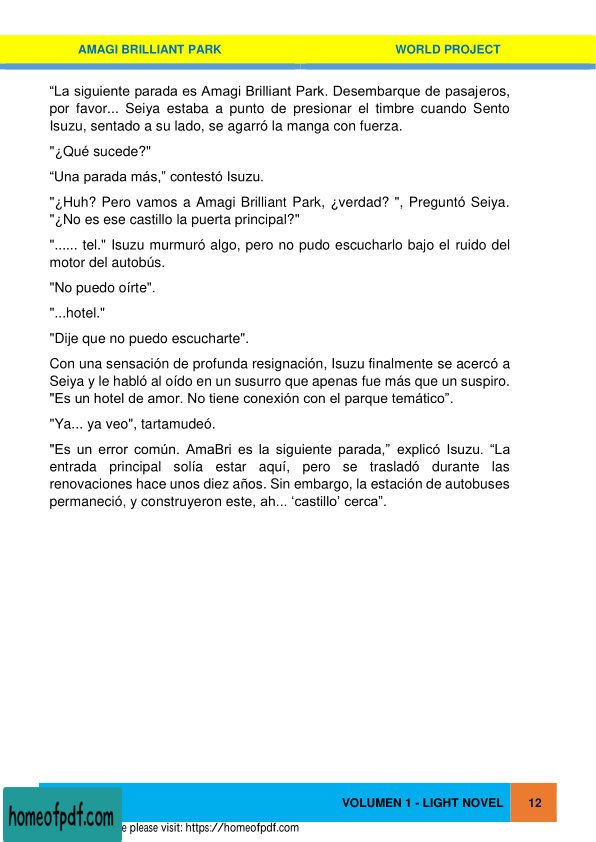 AMAGI BRILLIANT PARK WORLD PROJECT
“La siguiente parada es Amagi Brilliant Park. Desembarque de pasajeros,
por favor... Seiya estaba a punto de presionar el timbre cuando Sento
Isuzu, sentado a su lado, se agarró la manga con fuerza.
"¿Qué sucede?"
“Una parada más,” contestó Isuzu.
"¿Huh? Pero vamos a Amagi Brilliant Park, ¿verdad? ", Preguntó Seiya.
"¿No es ese castillo la puerta principal?"
"...... tel." Isuzu murmuró algo, pero no pudo escucharlo bajo el ruido del
motor del autobús.
"No puedo oírte".
"...hotel."
"Dije que no puedo escucharte".
Con una sensación de profunda resignación, Isuzu finalmente se acercó a
Seiya y le habló al oído en un susurro que apenas fue más que un suspiro.
"Es un hotel de amor. No tiene conexión con el parque temático”.
"Ya... ya veo", tartamudeó.
"Es un error común. AmaBri es la siguiente parada,” explicó Isuzu. “La
entrada principal solía estar aquí, pero se trasladó durante las
renovaciones hace unos diez años. Sin embargo, la estación de autobuses
permaneció, y construyeron este, ah... ‘castillo’ cerca”.
VOLUMEN 1 - LIGHT NOVEL 12
homeofpdf.com
e please visit: https://homeofpdf.com